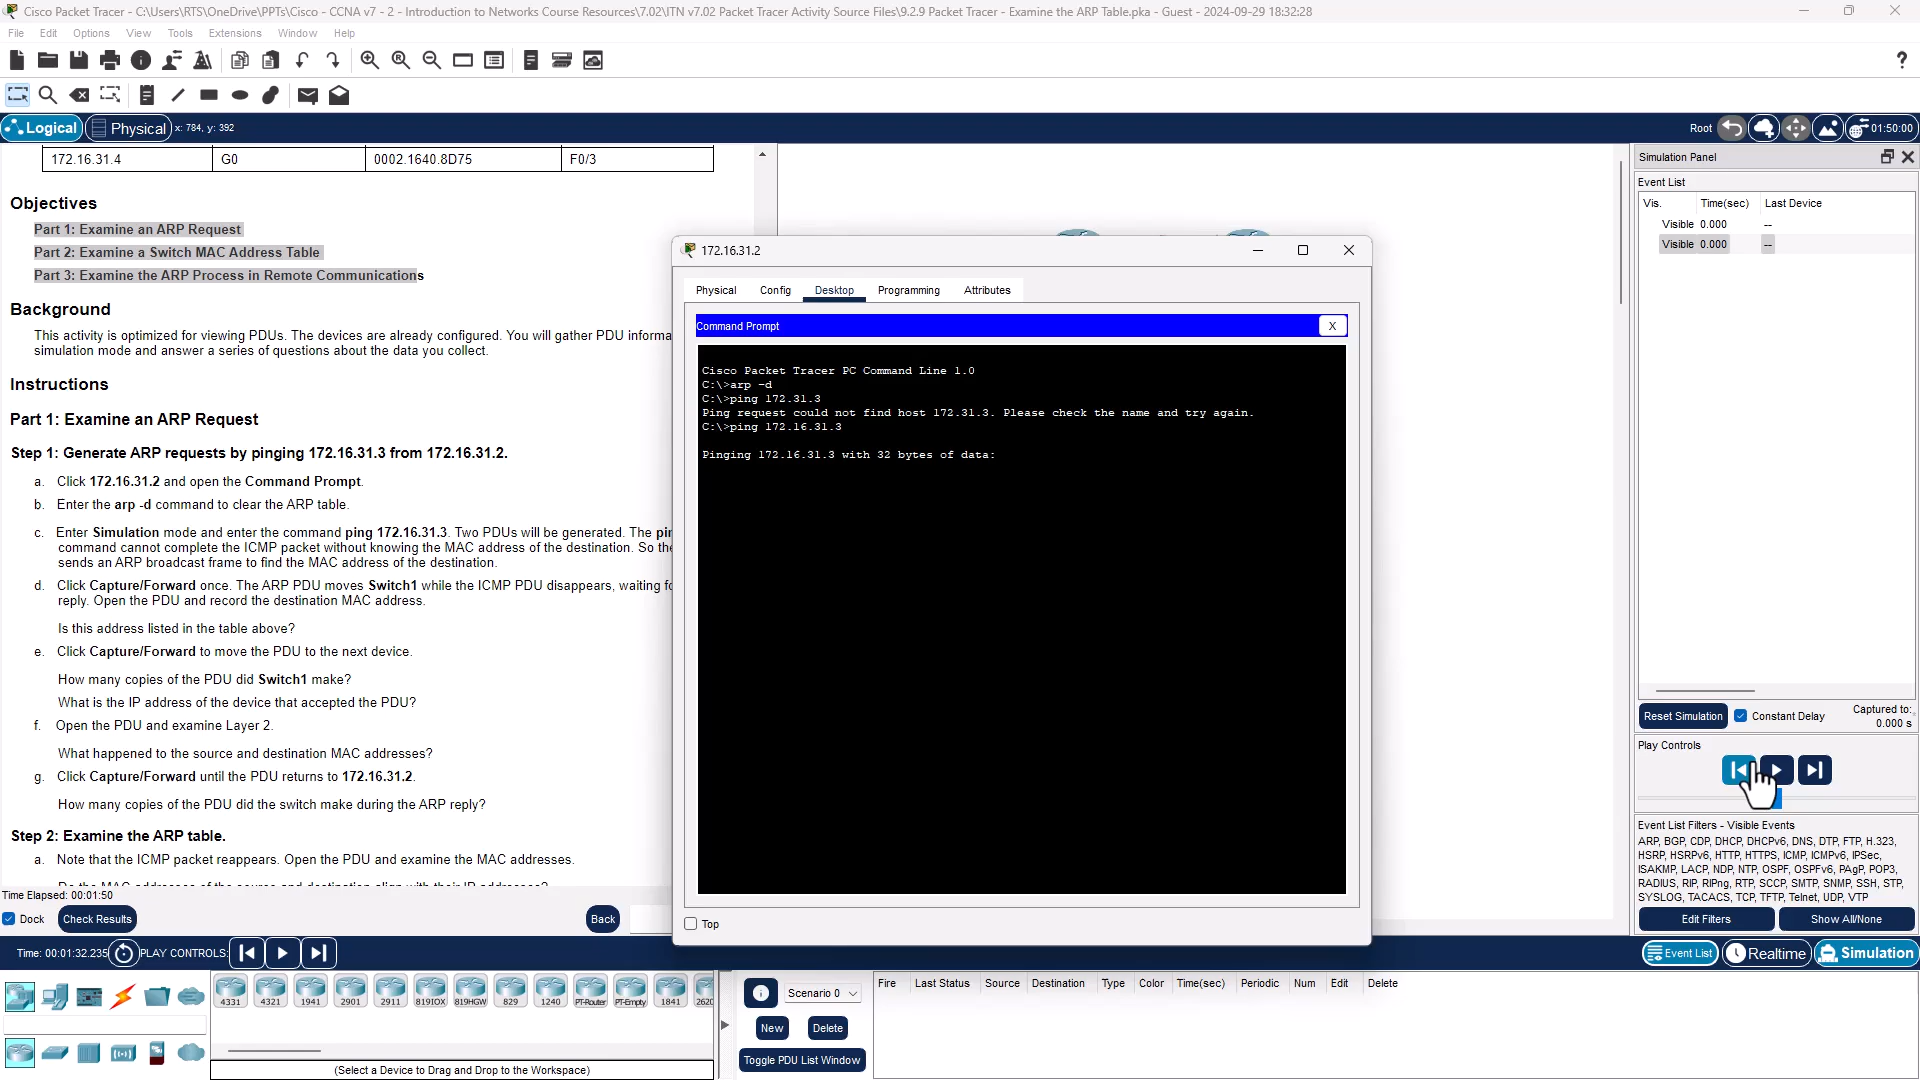 Cisco Packet Tracer - C:\Users\RTS\OneDrive\PPTs\Cisco - CCNA v7 - 2 - Introduction to Networks Course Resources\7.02\ITN v7.02 Packet Tracer Activity Source Files\9.2.9 Packet Tracer - Examine the ARP Table.pka - Guest - 2024-09-29 18:32:28
File Edit Options View Tools Extensions Window Help
Logical Physical x: 784, y: 392 Root 01:50:00
172.16.31.4 G0 0002.1640.8D75 F0/3
Objectives
Part 1: Examine an ARP Request
Part 2: Examine a Switch MAC Address Table
Part 3: Examine the ARP Process in Remote Communications
Background
This activity is optimized for viewing PDUs. The devices are already configured. You will gather PDU informa
simulation mode and answer a series of questions about the data you collect.
Instructions
Part 1: Examine an ARP Request
Step 1: Generate ARP requests by pinging 172.16.31.3 from 172.16.31.2.
a. Click 172.16.31.2 and open the Command Prompt.
b. Enter the arp -d command to clear the ARP table.
c. Enter Simulation mode and enter the command ping 172.16.31.3. Two PDUs will be generated. The pin
command cannot complete the ICMP packet without knowing the MAC address of the destination. So the
sends an ARP broadcast frame to find the MAC address of the destination.
d. Click Capture/Forward once. The ARP PDU moves Switch1 while the ICMP PDU disappears, waiting fo
reply. Open the PDU and record the destination MAC address.
Is this address listed in the table above?
e. Click Capture/Forward to move the PDU to the next device.
How many copies of the PDU did Switch1 make?
What is the IP address of the device that accepted the PDU?
f. Open the PDU and examine Layer 2.
What happened to the source and destination MAC addresses?
g. Click Capture/Forward until the PDU returns to 172.16.31.2.
How many copies of the PDU did the switch make during the ARP reply?
Step 2: Examine the ARP table.
a. Note that the ICMP packet reappears. Open the PDU and examine the MAC addresses.
Time Elapsed: 00:01:50
Dock Check Results Back
172.16.31.2
Physical Config Desktop Programming Attributes
Command Prompt X
Cisco Packet Tracer PC Command Line 1.0
C:\>arp -d
C:\>ping 172.31.3
Ping request could not find host 172.31.3. Please check the name and try again.
C:\>ping 172.16.31.3
Pinging 172.16.31.3 with 32 bytes of data:
Top
Simulation Panel
Event List
Vis. Time(sec) Last Device
Visible 0.000 --
Visible 0.000 --
Reset Simulation Constant Delay Captured to:
0.000 s
Play Controls
Event List Filters - Visible Events
ARP, BGP, CDP, DHCP, DHCPv6, DNS, DTP, FTP, H.323,
HSRP, HSRPv6, HTTP, HTTPS, ICMP, ICMPv6, IPSec,
ISAKMP, LACP, NDP, NTP, OSPF, OSPFv6, PAgP, POP3,
RADIUS, RIP, RIPng, RTP, SCCP, SMTP, SNMP, SSH, STP,
SYSLOG, TACACS, TCP, TFTP, Telnet, UDP, VTP
Edit Filters Show All/None
Time: 00:01:32.235 PLAY CONTROLS: Event List Realtime Simulation
4331 4321 1941 2901 2911 819IOX 819HGW 829 1240 PT-Router PT-Empty 1841 2620
(Select a Device to Drag and Drop to the Workspace)
Scenario 0
New Delete
Toggle PDU List Window
Fire Last Status Source Destination Type Color Time(sec) Periodic Num Edit Delete